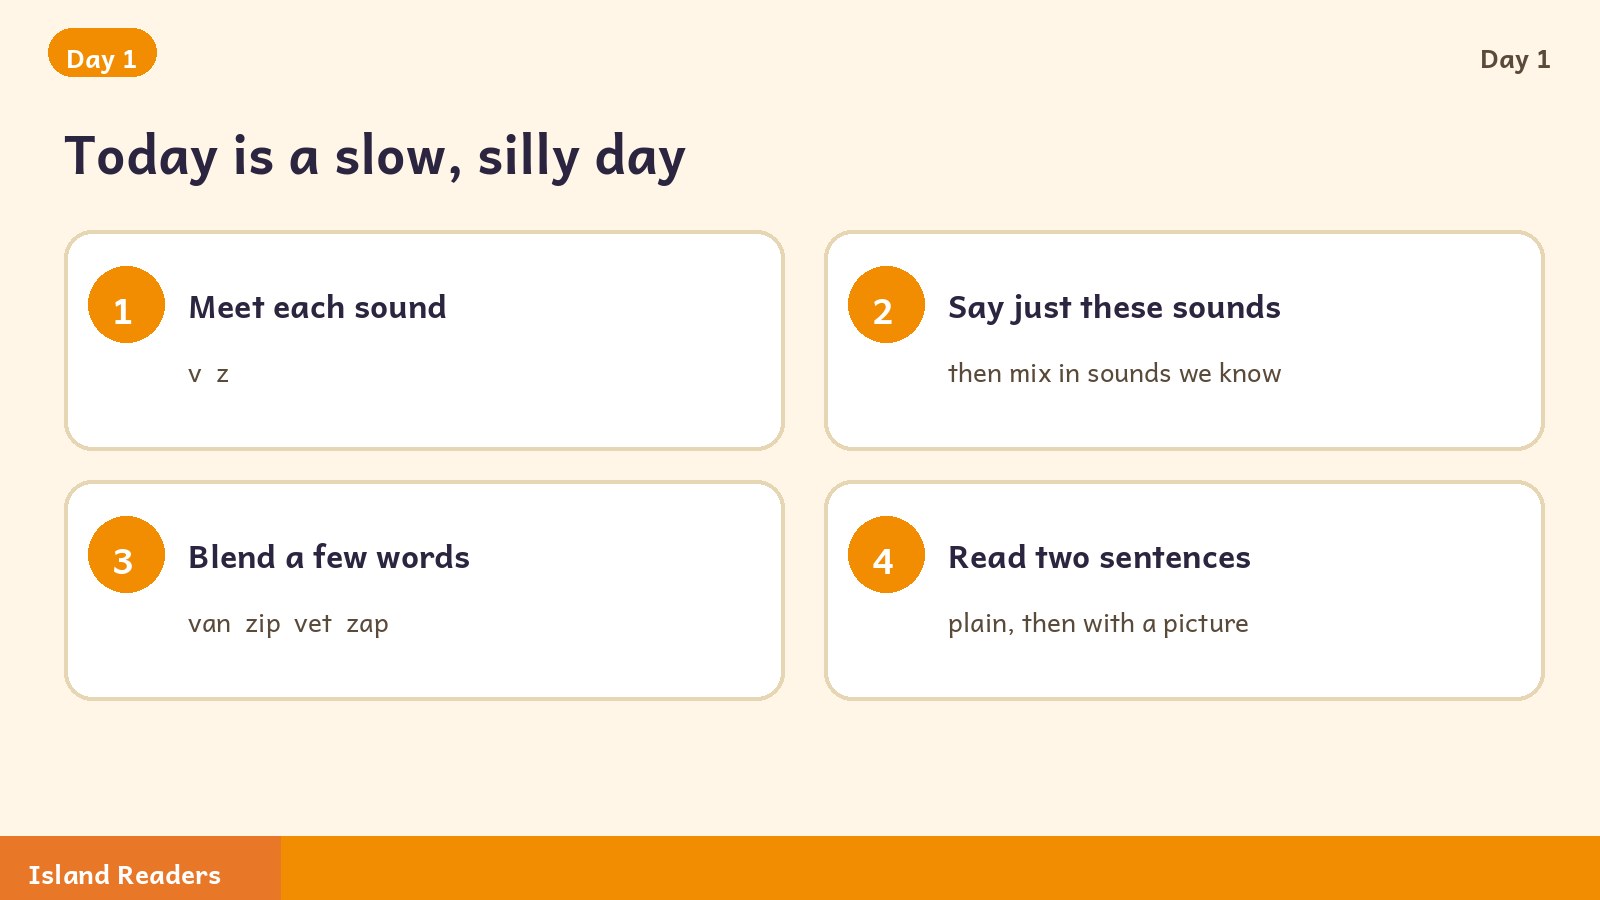 Day 1
Day 1
Today is a slow, silly day
1
Meet each sound
v z
2
Say just these sounds
then mix in sounds we know
3
Blend a few words
van zip vet zap
4
Read two sentences
plain, then with a picture
Island Readers